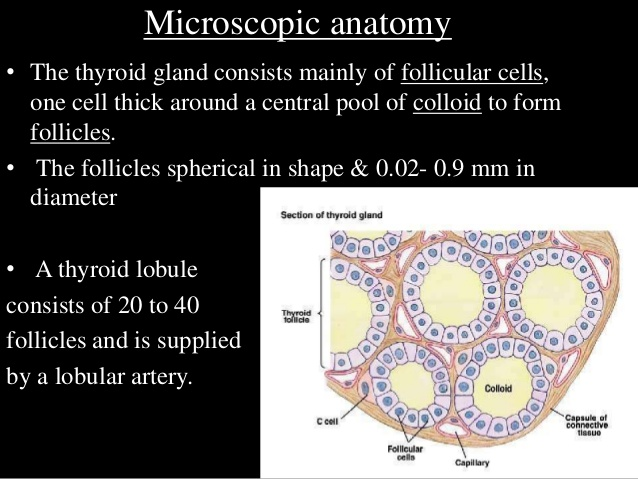 Microscopic anatomy
• The thyroid gland consists mainly of follicular cells,
one cell thick around a central pool of colloid to form
follicles.
• The follicles spherical in shape & 0.02- 0.9 mm in
diameter
• A thyroid lobule
consists of 20 to 40
follicles and is supplied
by a lobular artery.
Section of thyroid gland
Thyroid
follicle
Colloid
C cell
Follicular
cells
Capillary
Capsule of
connective
tissue